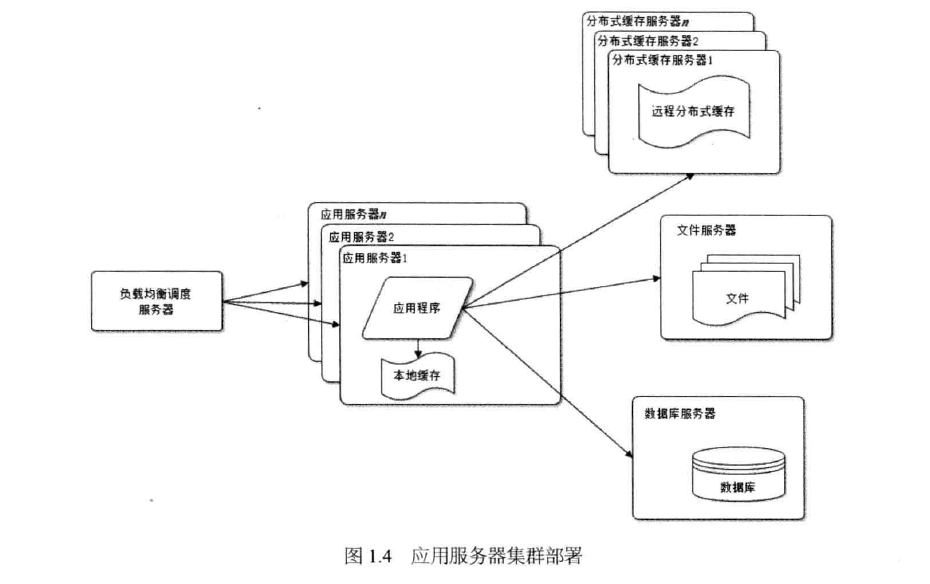 分布式缓存服务器n
分布式缓存服务器2
分布式缓存服务器1
远程分布式缓存
应用服务器n
应用服务器2
应用服务器1
文件服务器
负载均衡调度
服务器
应用程序
文件
本地缓存
数据库服务器
数据库
图 1.4 应用服务器集群部署